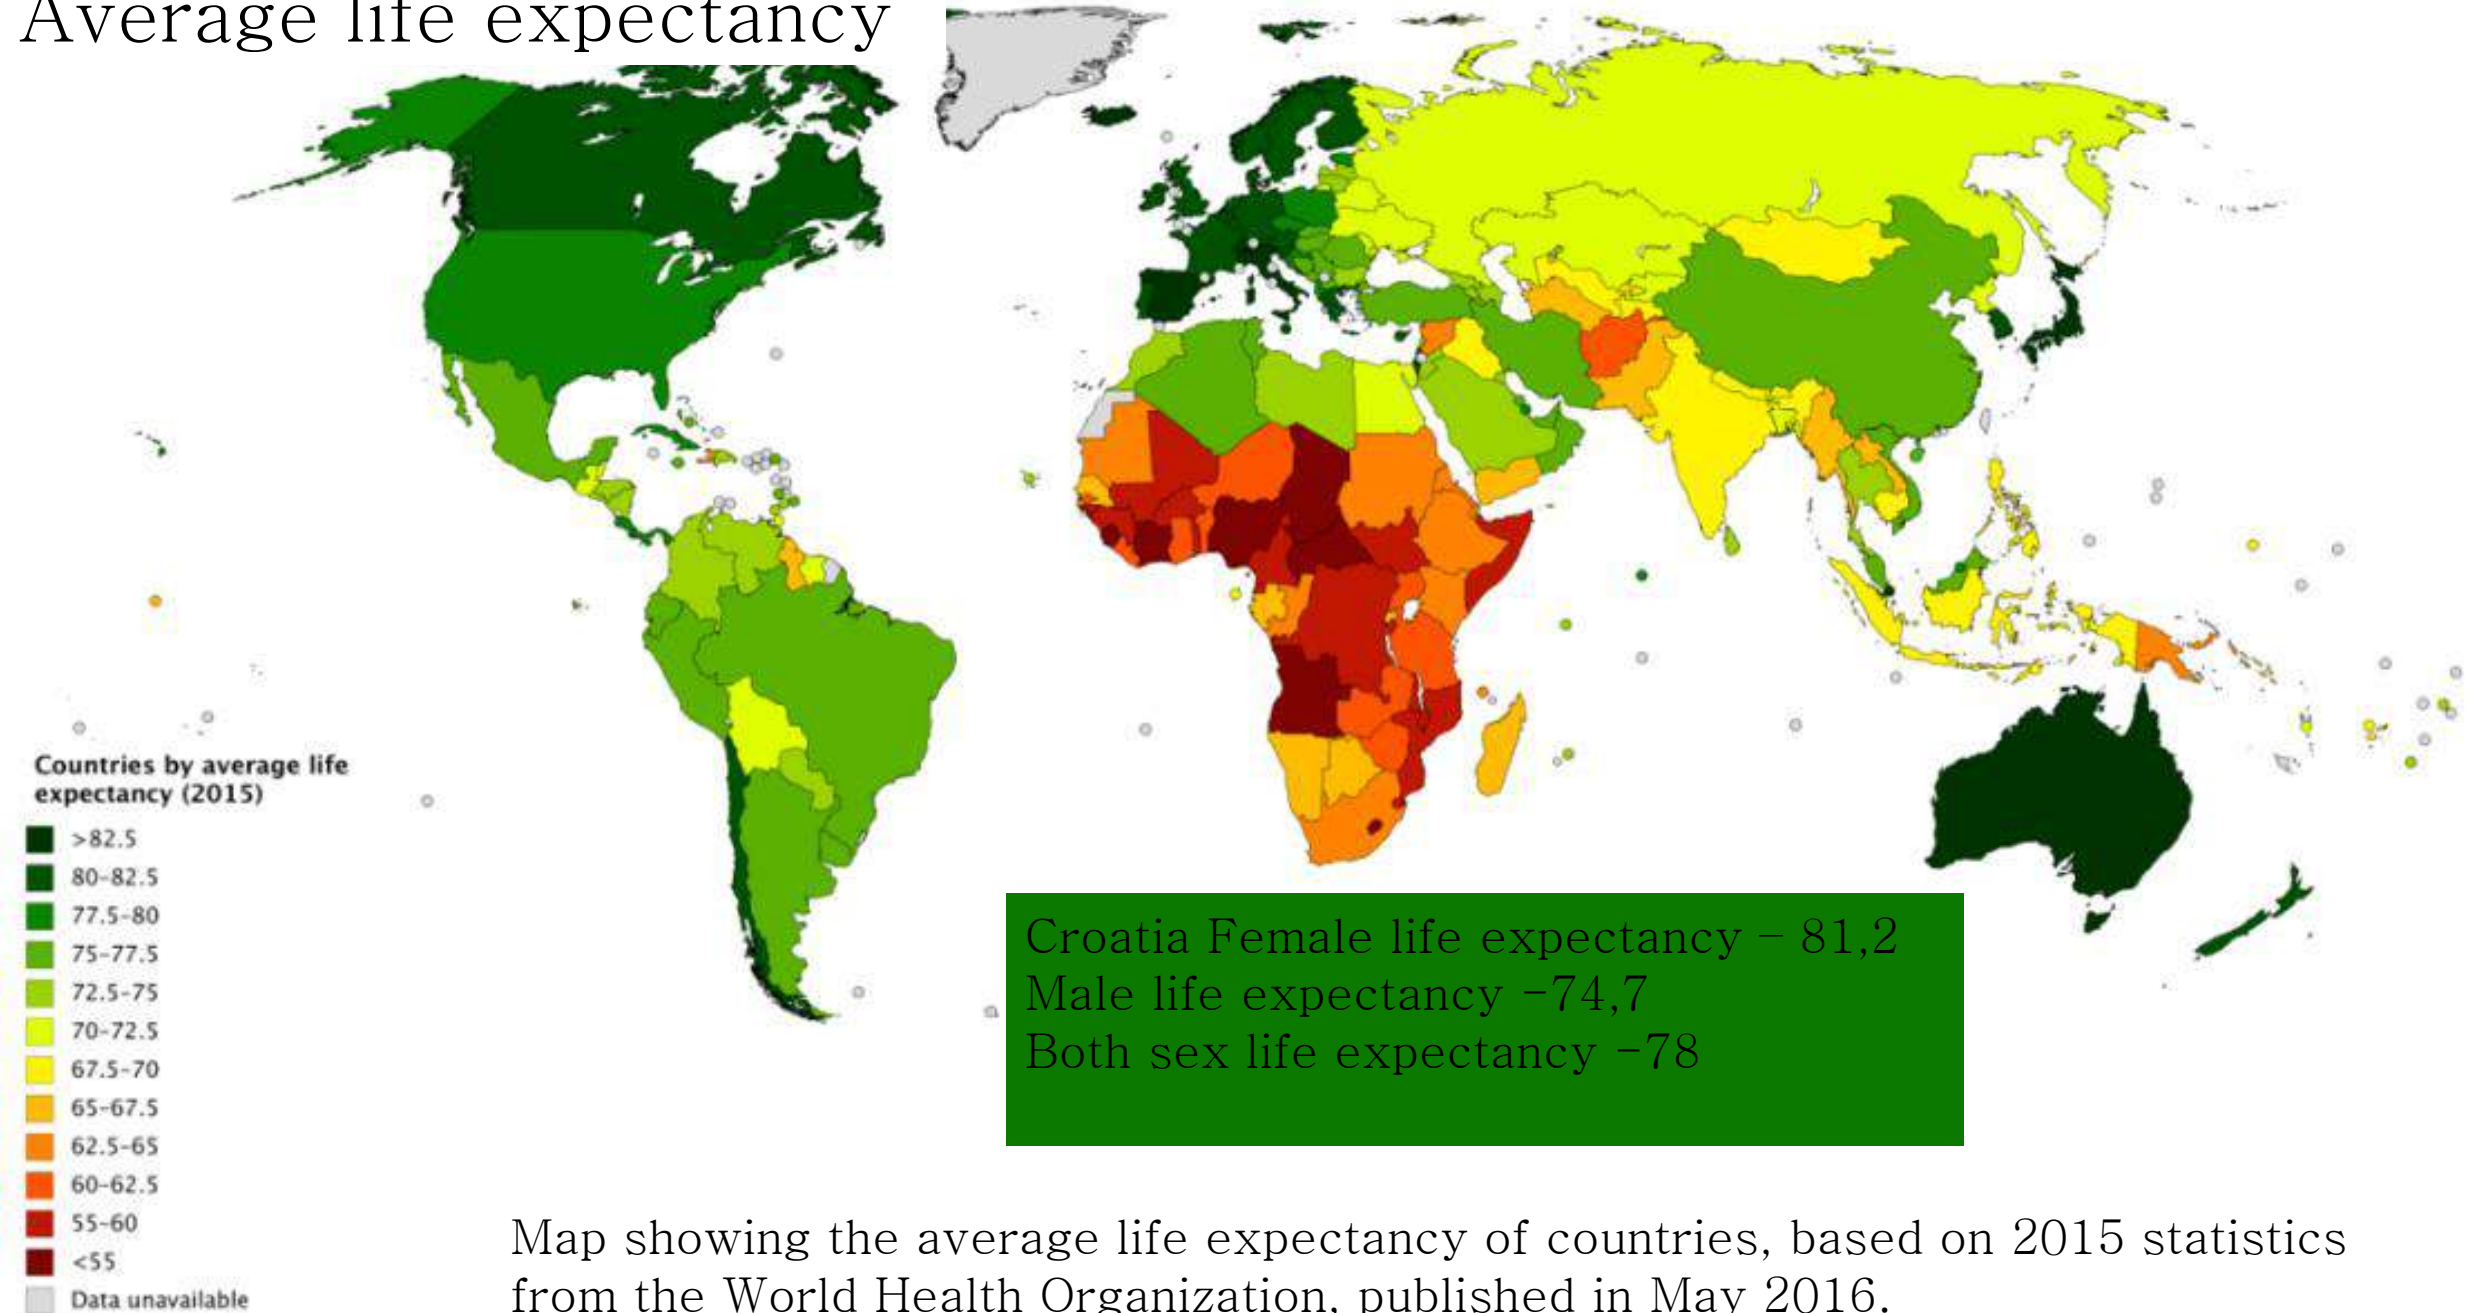 Average life expectancy
Countries by average life
expectancy (2015)
>82.5
80-82.5
77.5-80
75-77.5
72.5-75
70-72.5
67.5-70
65-67.5
62.5-65
60-62.5
55-60
<55
Data unavailable
Croatia Female life expectancy – 81,2
Male life expectancy -74,7
Both sex life expectancy -78
Map showing the average life expectancy of countries, based on 2015 statistics
from the World Health Organization, published in May 2016.